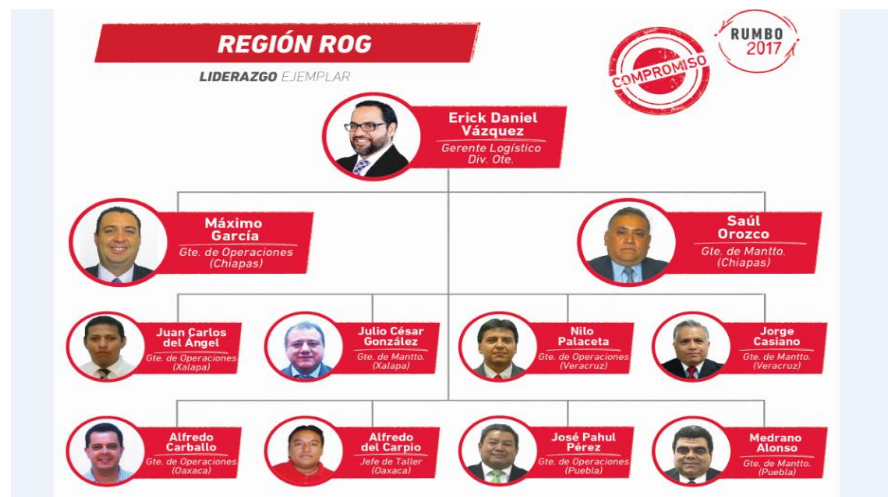 REGIÓN ROG
LIDERAZGO EJEMPLAR
COMPROMISO
RUMBO
2017
Erick Daniel
Vázquez
Gerente Logístico
Div. Ote.
Máximo
García
Gte. de Operaciones
(Chiapas)
Saúl
Orozco
Gte. de Mantto.
(Chiapas)
Juan Carlos
del Ángel
Gte. de Operaciones
(Xalapa)
Julio César
González
Gte. de Mantto.
(Xalapa)
Nilo
Palaceta
Gte. de Operaciones
(Veracruz)
Jorge
Casiano
Gte. de Mantto.
(Veracruz)
Alfredo
Carballo
Gte. de Operaciones
(Oaxaca)
Alfredo
del Carpio
Jefe de Taller
(Oaxaca)
José Pahul
Pérez
Gte. de Operaciones
(Puebla)
Medrano
Alonso
Gte. de Mantto.
(Puebla)